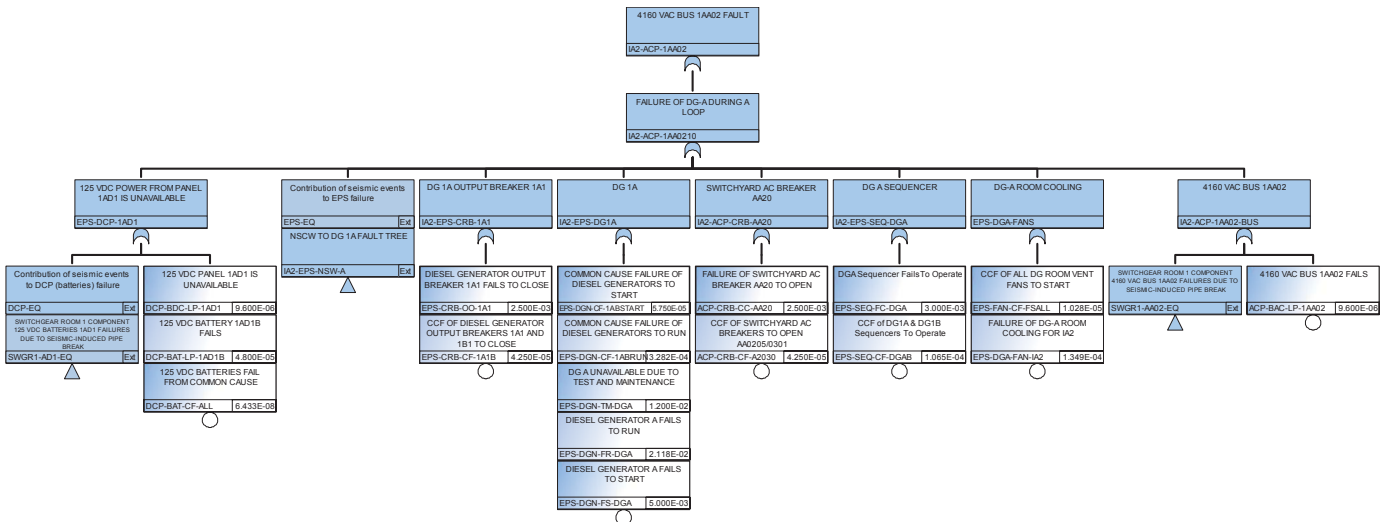 4160 VAC BUS 1AA02 FAULT
IA2-ACP-1AA02
FAILURE OF DG-A DURING A
LOOP
IA2-ACP-1AA0210
125 VDC POWER FROM PANEL
1AD1 IS UNAVAILABLE
EPS-DCP-1AD1
Contribution of seismic events
to EPS failure
EPS-EQ Ext
NSCW TO DG 1A FAULT TREE
IA2-EPS-NSW-A Ext
DG 1A OUTPUT BREAKER 1A1
IA2-EPS-CRB-1A1
DG 1A
IA2-EPS-DG1A
SWITCHYARD AC BREAKER
AA20
IA2-ACP-CRB-AA20
DG A SEQUENCER
IA2-EPS-SEQ-DGA
DG-A ROOM COOLING
EPS-DGA-FANS
4160 VAC BUS 1AA02
IA2-ACP-1AA02-BUS
Contribution of seismic events
to DCP (batteries) failure
DCP-EQ Ext
SWITCHGEAR ROOM 1 COMPONENT
125 VDC BATTERIES 1AD1 FAILURES
DUE TO SEISMIC-INDUCED PIPE
BREAK
SWGR1-AD1-EQ Ext
125 VDC PANEL 1AD1 IS
UNAVAILABLE
DCP-BDC-LP-1AD1 9.600E-06
125 VDC BATTERY 1AD1B
FAILS
DCP-BAT-LP-1AD1B 4.800E-05
125 VDC BATTERIES FAIL
FROM COMMON CAUSE
DCP-BAT-CF-ALL 6.433E-08
DIESEL GENERATOR OUTPUT
BREAKER 1A1 FAILS TO CLOSE
EPS-CRB-OO-1A1 2.500E-03
CCF OF DIESEL GENERATOR
OUTPUT BREAKERS 1A1 AND
1B1 TO CLOSE
EPS-CRB-CF-1A1B 4.250E-05
COMMON CAUSE FAILURE OF
DIESEL GENERATORS TO
START
EPS-DGN-CF-1ABSTART 5.750E-05
COMMON CAUSE FAILURE OF
DIESEL GENERATORS TO RUN
EPS-DGN-CF-1ABRUN 3.282E-04
DG A UNAVAILABLE DUE TO
TEST AND MAINTENANCE
EPS-DGN-TM-DGA 1.200E-02
DIESEL GENERATOR A FAILS
TO RUN
EPS-DGN-FR-DGA 2.118E-02
DIESEL GENERATOR A FAILS
TO START
EPS-DGN-FS-DGA 5.000E-03
FAILURE OF SWITCHYARD AC
BREAKER AA20 TO OPEN
ACP-CRB-CC-AA20 2.500E-03
CCF OF SWITCHYARD AC
BREAKERS TO OPEN
AA0205/0301
ACP-CRB-CF-A2030 4.250E-05
DGA Sequencer Fails To Operate
EPS-SEQ-FC-DGA 3.000E-03
CCF of DG1A & DG1B
Sequencers To Operate
EPS-SEQ-CF-DGAB 1.065E-04
CCF OF ALL DG ROOM VENT
FANS TO START
EPS-FAN-CF-FSALL 1.028E-05
FAILURE OF DG-A ROOM
COOLING FOR IA2
EPS-DGA-FAN-IA2 1.349E-04
SWITCHGEAR ROOM 1 COMPONENT
4160 VAC BUS 1AA02 FAILURES DUE TO
SEISMIC-INDUCED PIPE BREAK
SWGR1-AA02-EQ Ext
4160 VAC BUS 1AA02 FAILS
ACP-BAC-LP-1AA02 9.600E-06